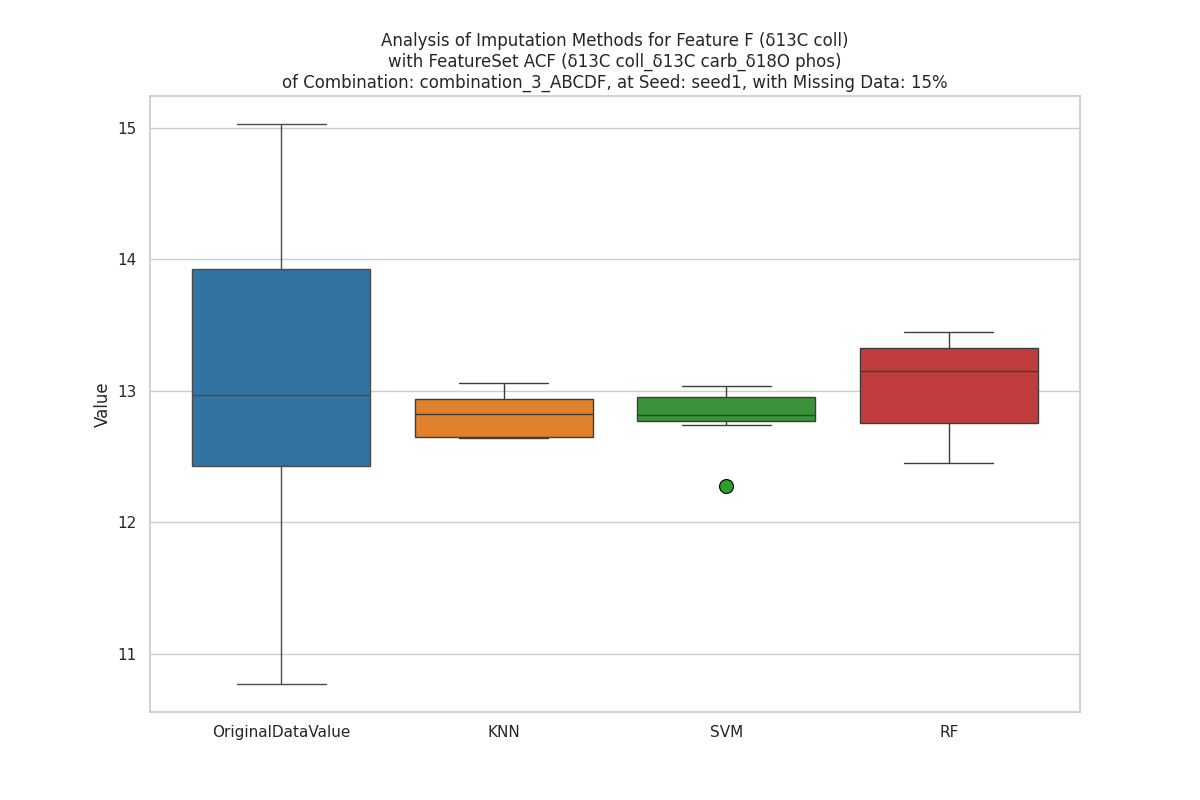 Analysis of Imputation Methods for Feature F (δ13C coll)
with FeatureSet ACF (δ13C coll_δ13C carb_δ18O phos)
of Combination: combination_3_ABCDF, at Seed: seed1, with Missing Data: 15%
15
14
13
12
11
Value
OriginalDataValue
KNN
SVM
RF